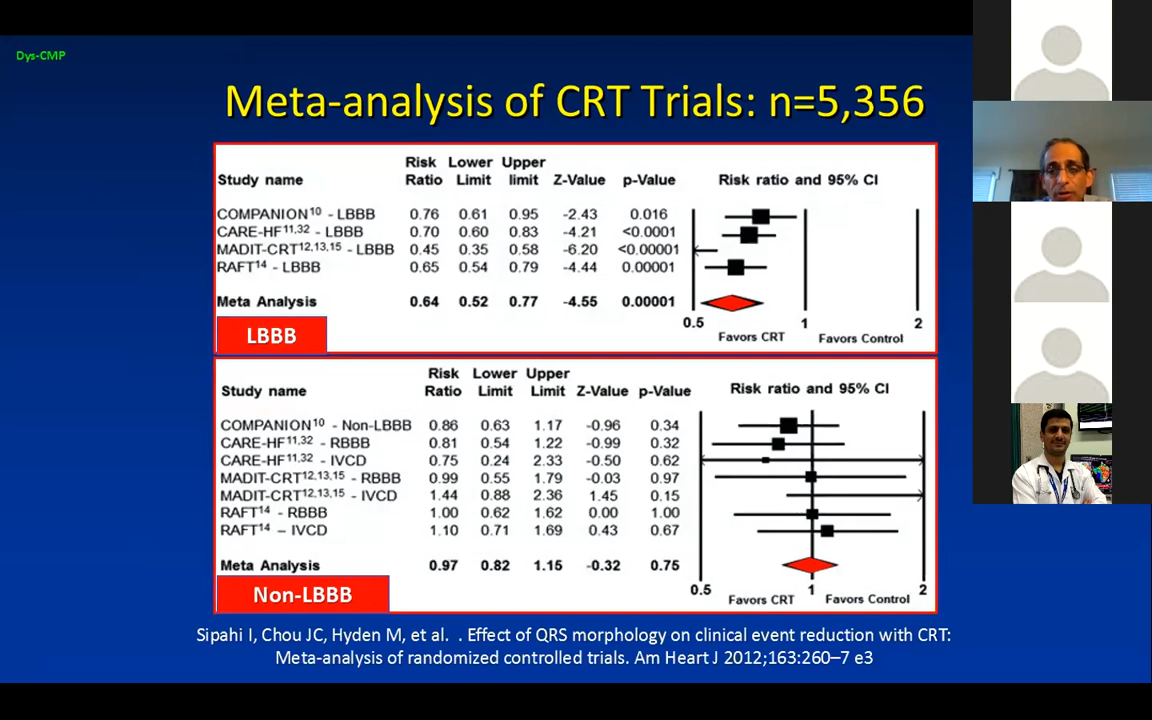 Dys-CMP
Meta-analysis of CRT Trials: n=5,356
Risk Lower Upper
Study name Ratio Limit limit Z-Value p-Value Risk ratio and 95% CI
COMPANION10 - LBBB 0.76 0.61 0.95 -2.43 0.016
CARE-HF11,32 - LBBB 0.70 0.60 0.83 -4.21 <0.0001
MADIT-CRT12,13,15 - LBBB 0.45 0.35 0.58 -6.20 <0.00001
RAFT14 - LBBB 0.65 0.54 0.79 -4.44 0.00001
Meta Analysis 0.64 0.52 0.77 -4.55 0.00001
0.5 1 2
Favors CRT Favors Control
LBBB
Risk Lower Upper
Study name Ratio Limit Limit Z-Value p-Value Risk ratio and 95% CI
COMPANION10 - Non-LBBB 0.86 0.63 1.17 -0.96 0.34
CARE-HF11,32 - RBBB 0.81 0.54 1.22 -0.99 0.32
CARE-HF11,32 - IVCD 0.75 0.24 2.33 -0.50 0.62
MADIT-CRT12,13,15 - RBBB 0.99 0.55 1.79 -0.03 0.97
MADIT-CRT12,13,15 - IVCD 1.44 0.88 2.36 1.45 0.15
RAFT14 - RBBB 1.00 0.62 1.62 0.00 1.00
RAFT14 – IVCD 1.10 0.71 1.69 0.43 0.67
Meta Analysis 0.97 0.82 1.15 -0.32 0.75
0.5 1 2
Favors CRT Favors Control
Non-LBBB
Sipahi I, Chou JC, Hyden M, et al. . Effect of QRS morphology on clinical event reduction with CRT:
Meta-analysis of randomized controlled trials. Am Heart J 2012;163:260–7 e3